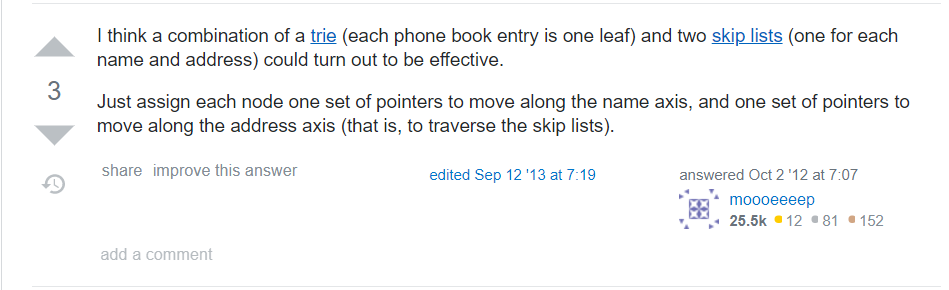 I think a combination of a trie (each phone book entry is one leaf) and two skip lists (one for each
name and address) could turn out to be effective.
3
Just assign each node one set of pointers to move along the name axis, and one set of pointers to
move along the address axis (that is, to traverse the skip lists).
share improve this answer
edited Sep 12 '13 at 7:19
answered Oct 2 '12 at 7:07
moooeeeep
25.5k 12 81 152
add a comment